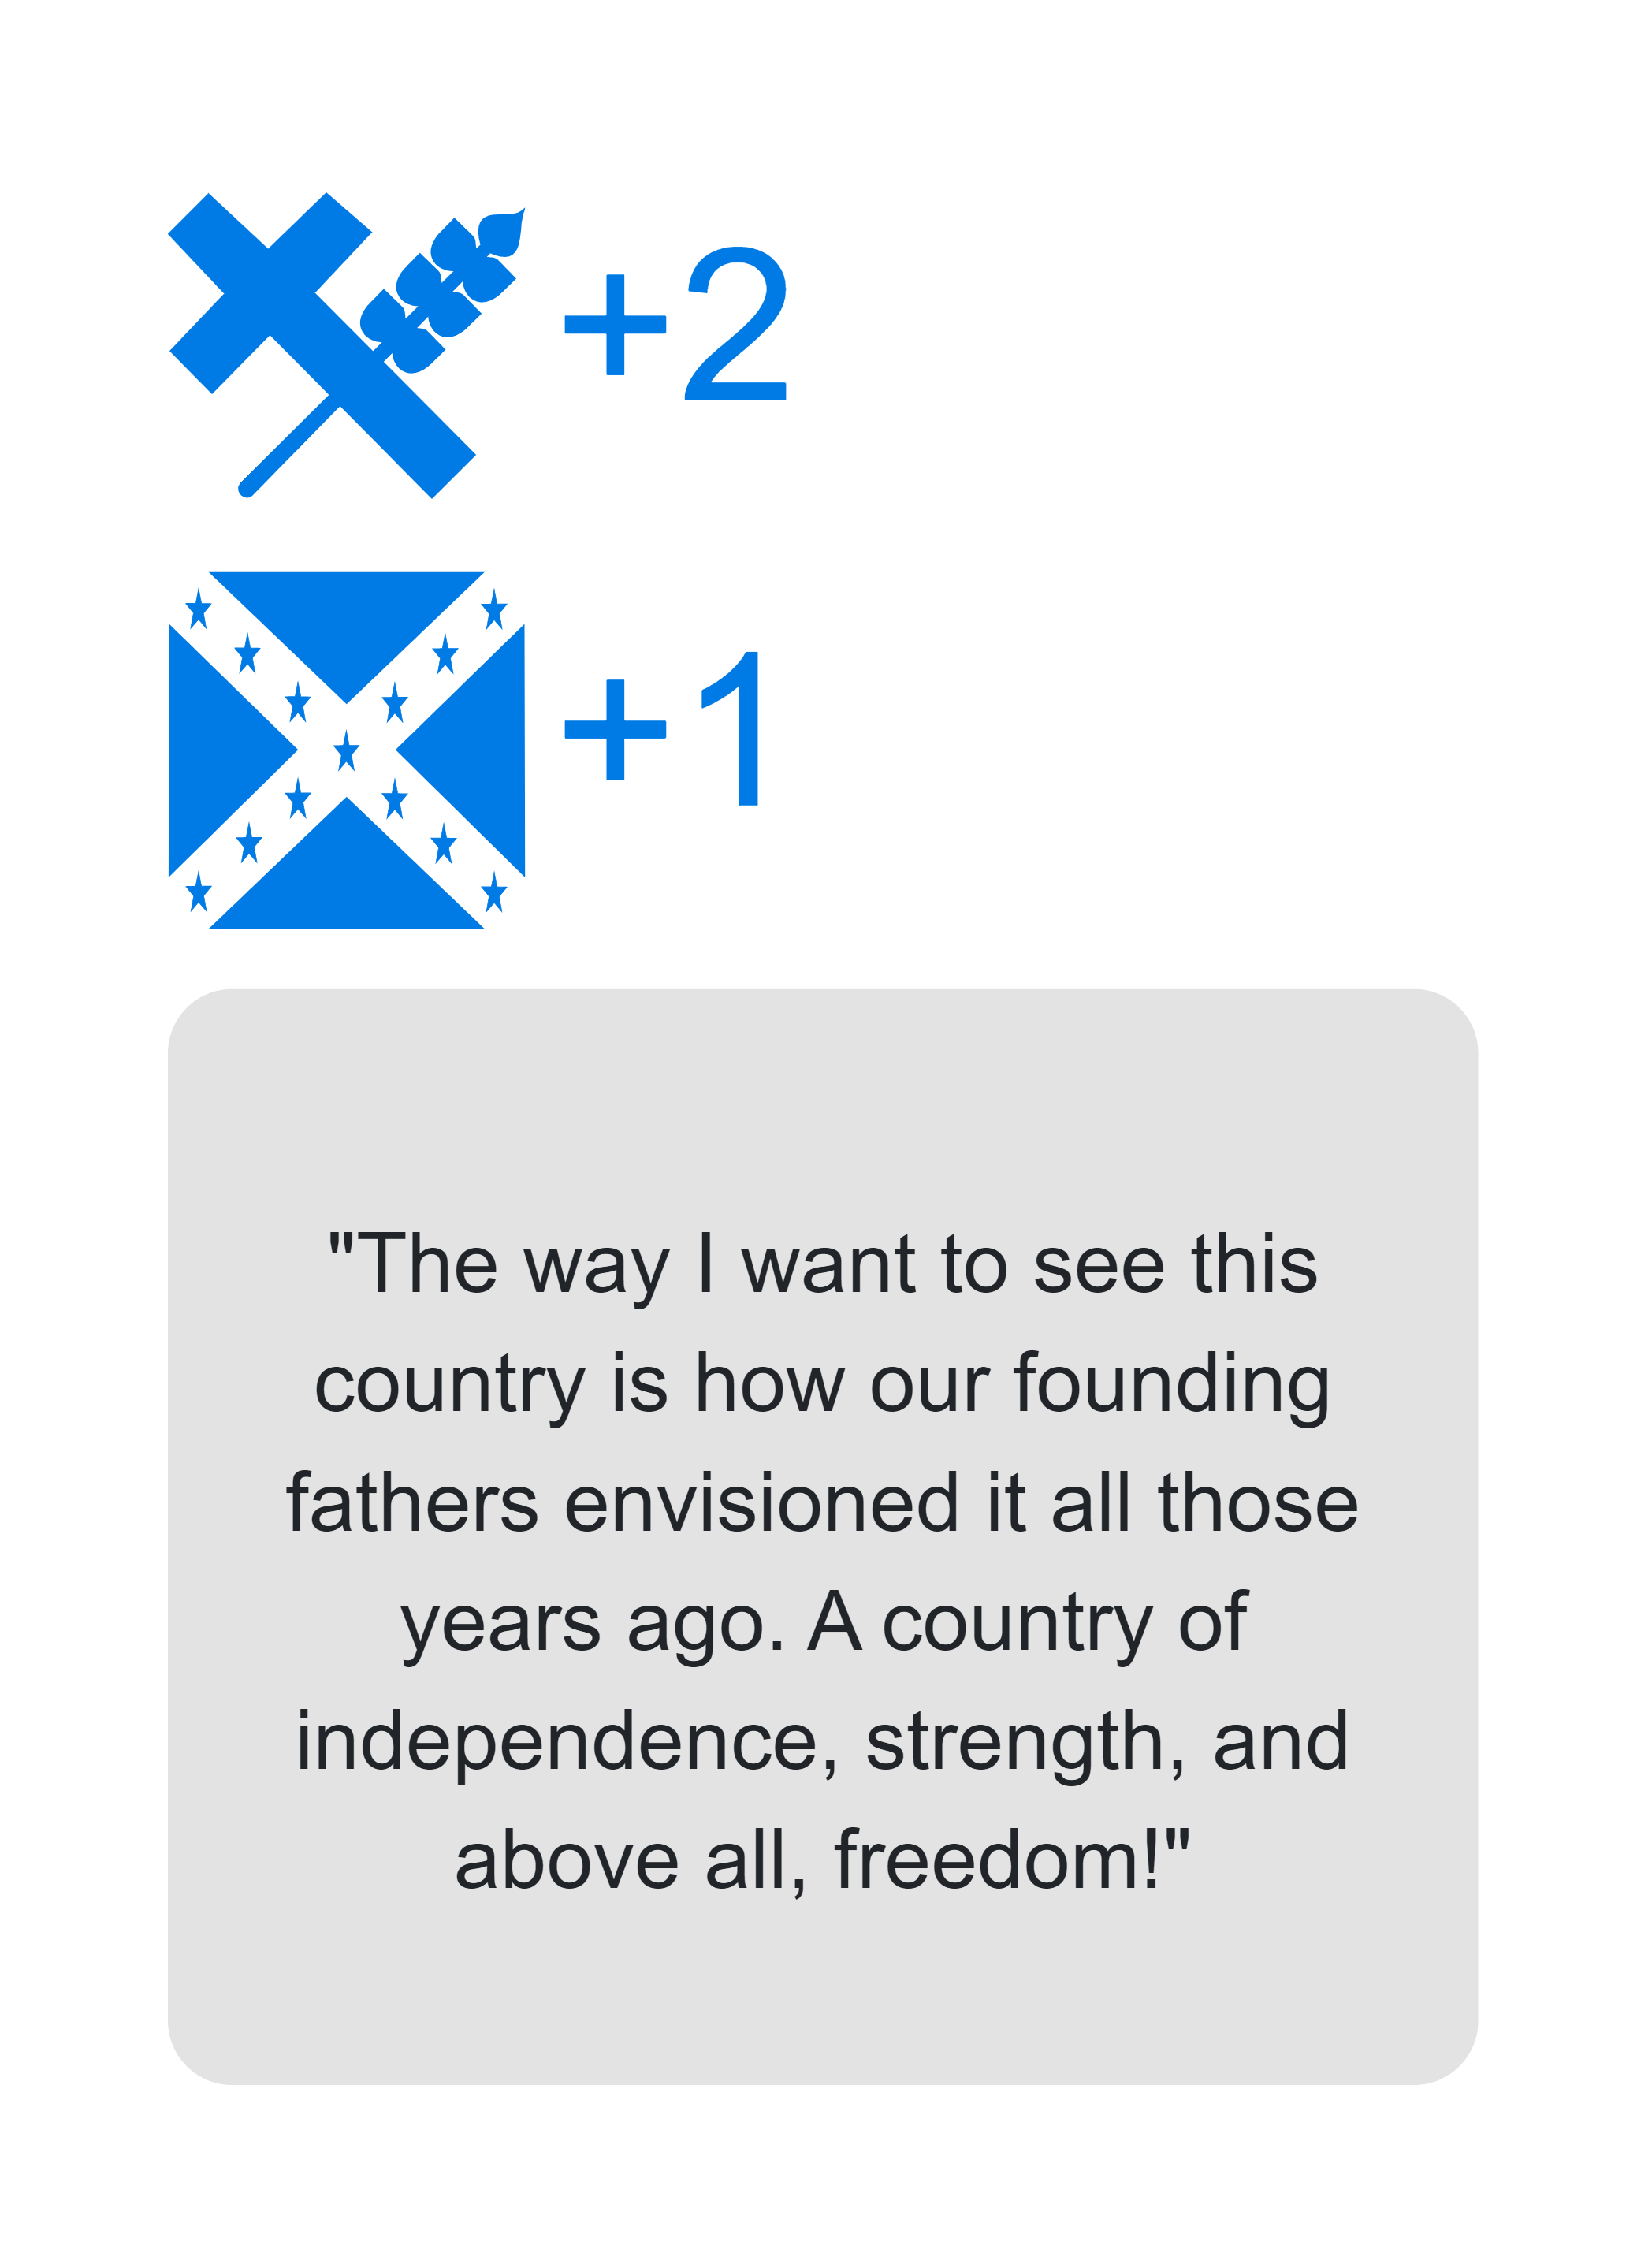 +2
+1
"The way I want to see this
country is how our founding
fathers envisioned it all those
years ago. A country of
independence, strength, and
above all, freedom!"